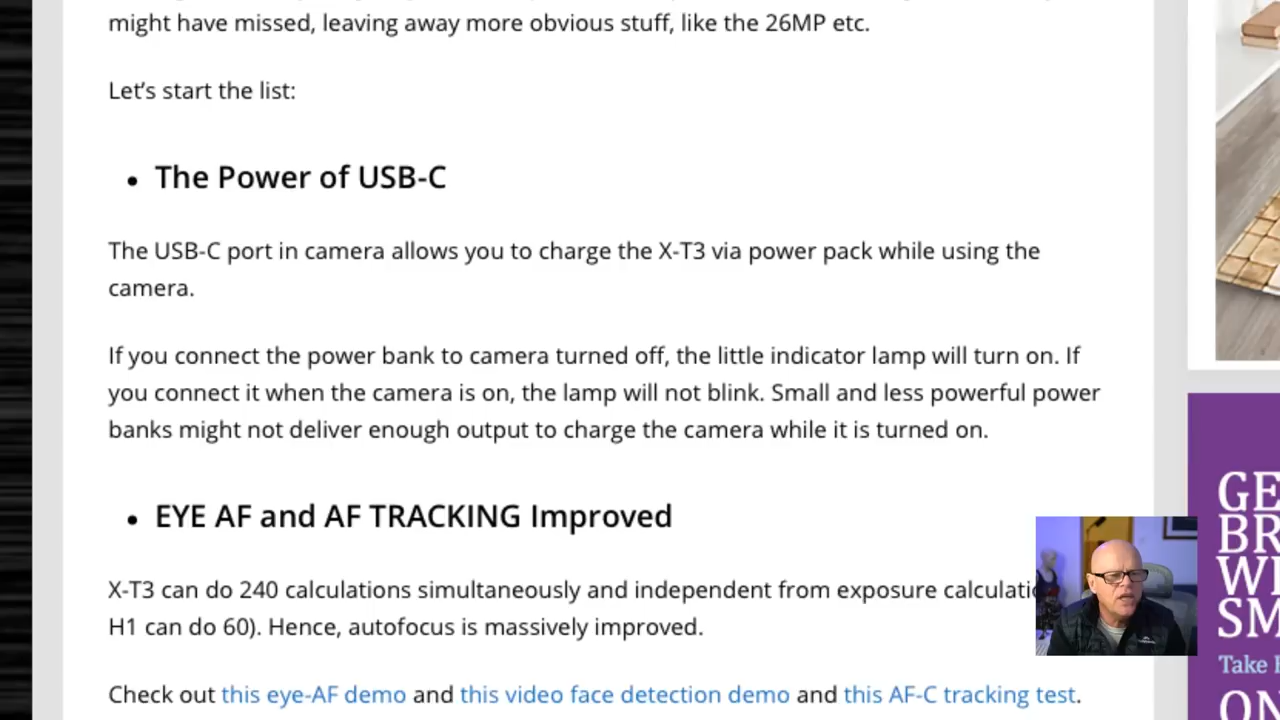 might have missed, leaving away more obvious stuff, like the 26MP etc.
Let's start the list:
• The Power of USB-C
The USB-C port in camera allows you to charge the X-T3 via power pack while using the
camera.
If you connect the power bank to camera turned off, the little indicator lamp will turn on. If
you connect it when the camera is on, the lamp will not blink. Small and less powerful power
banks might not deliver enough output to charge the camera while it is turned on.
• EYE AF and AF TRACKING Improved
X-T3 can do 240 calculations simultaneously and independent from exposure
H1 can do 60). Hence, autofocus is massively improved.
Check out this eye-AF demo and this video face detection demo and this AF-C tracking test.
GE
BR
WI
SM
Take
ON